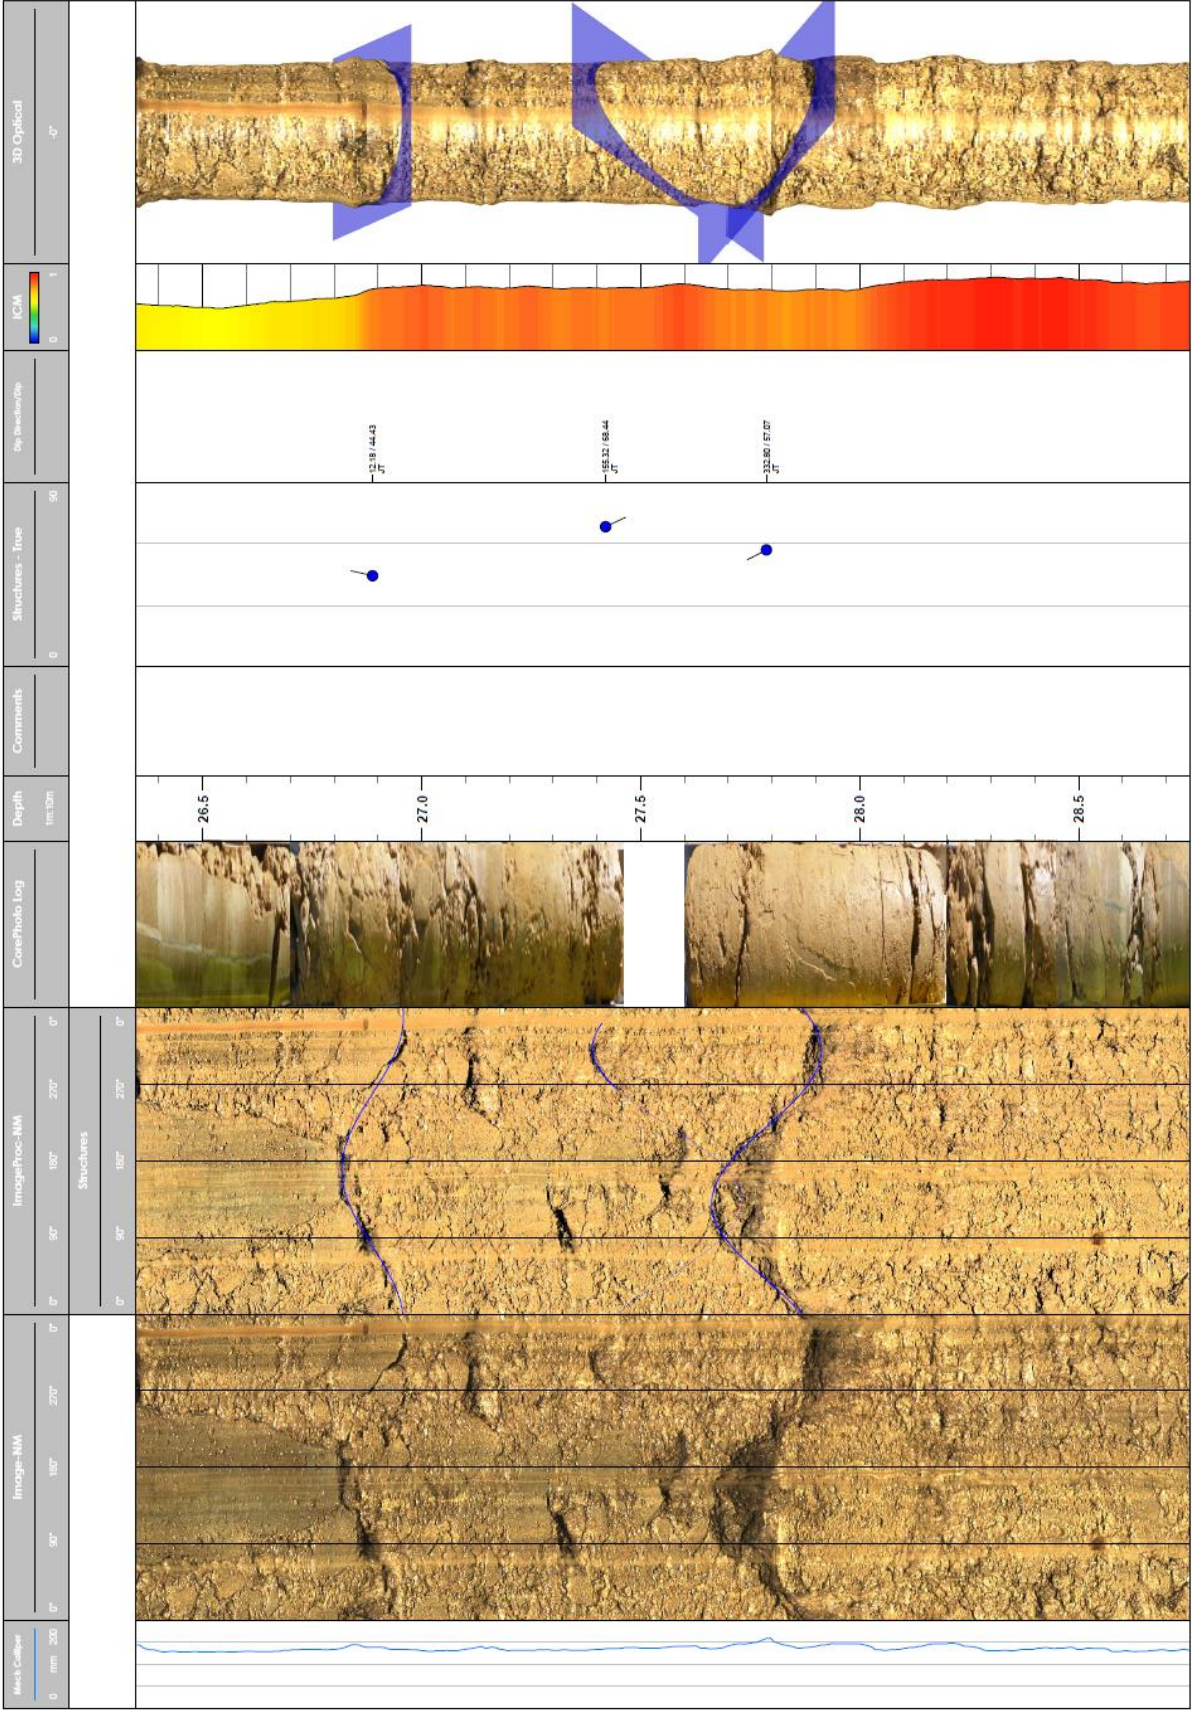 3D Optical
-0°
ICM
0 1
Dip Direction/Dip
Structures - True
0 90
Comments
Depth
1m:10m
CorePhoto Log
ImageProc-NM
0° 90° 180° 270° 0°
Structures
0° 90° 180° 270° 0°
Image-NM
0° 90° 180° 270° 0°
Mech Calliper
0 mm 200
12.18 / 44.43
JT
155.32 / 68.44
JT
332.80 / 57.07
JT
26.5
27.0
27.5
28.0
28.5